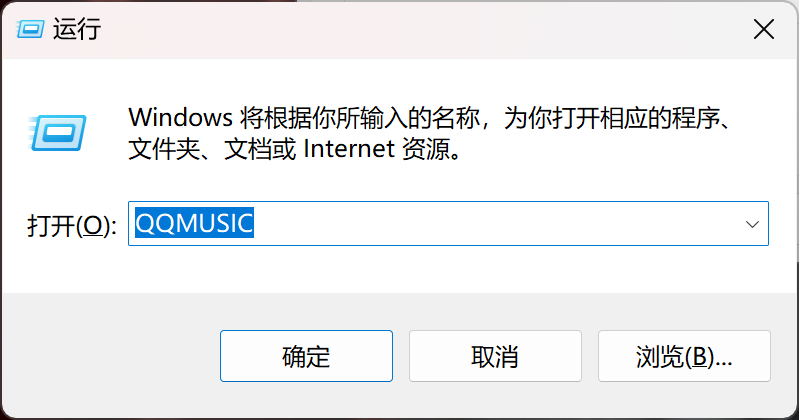 运行
Windows 将根据你所输入的名称，为你打开相应的程序、
文件夹、文档或 Internet 资源。
打开(O): QQMUSIC
确定 取消 浏览(B)...